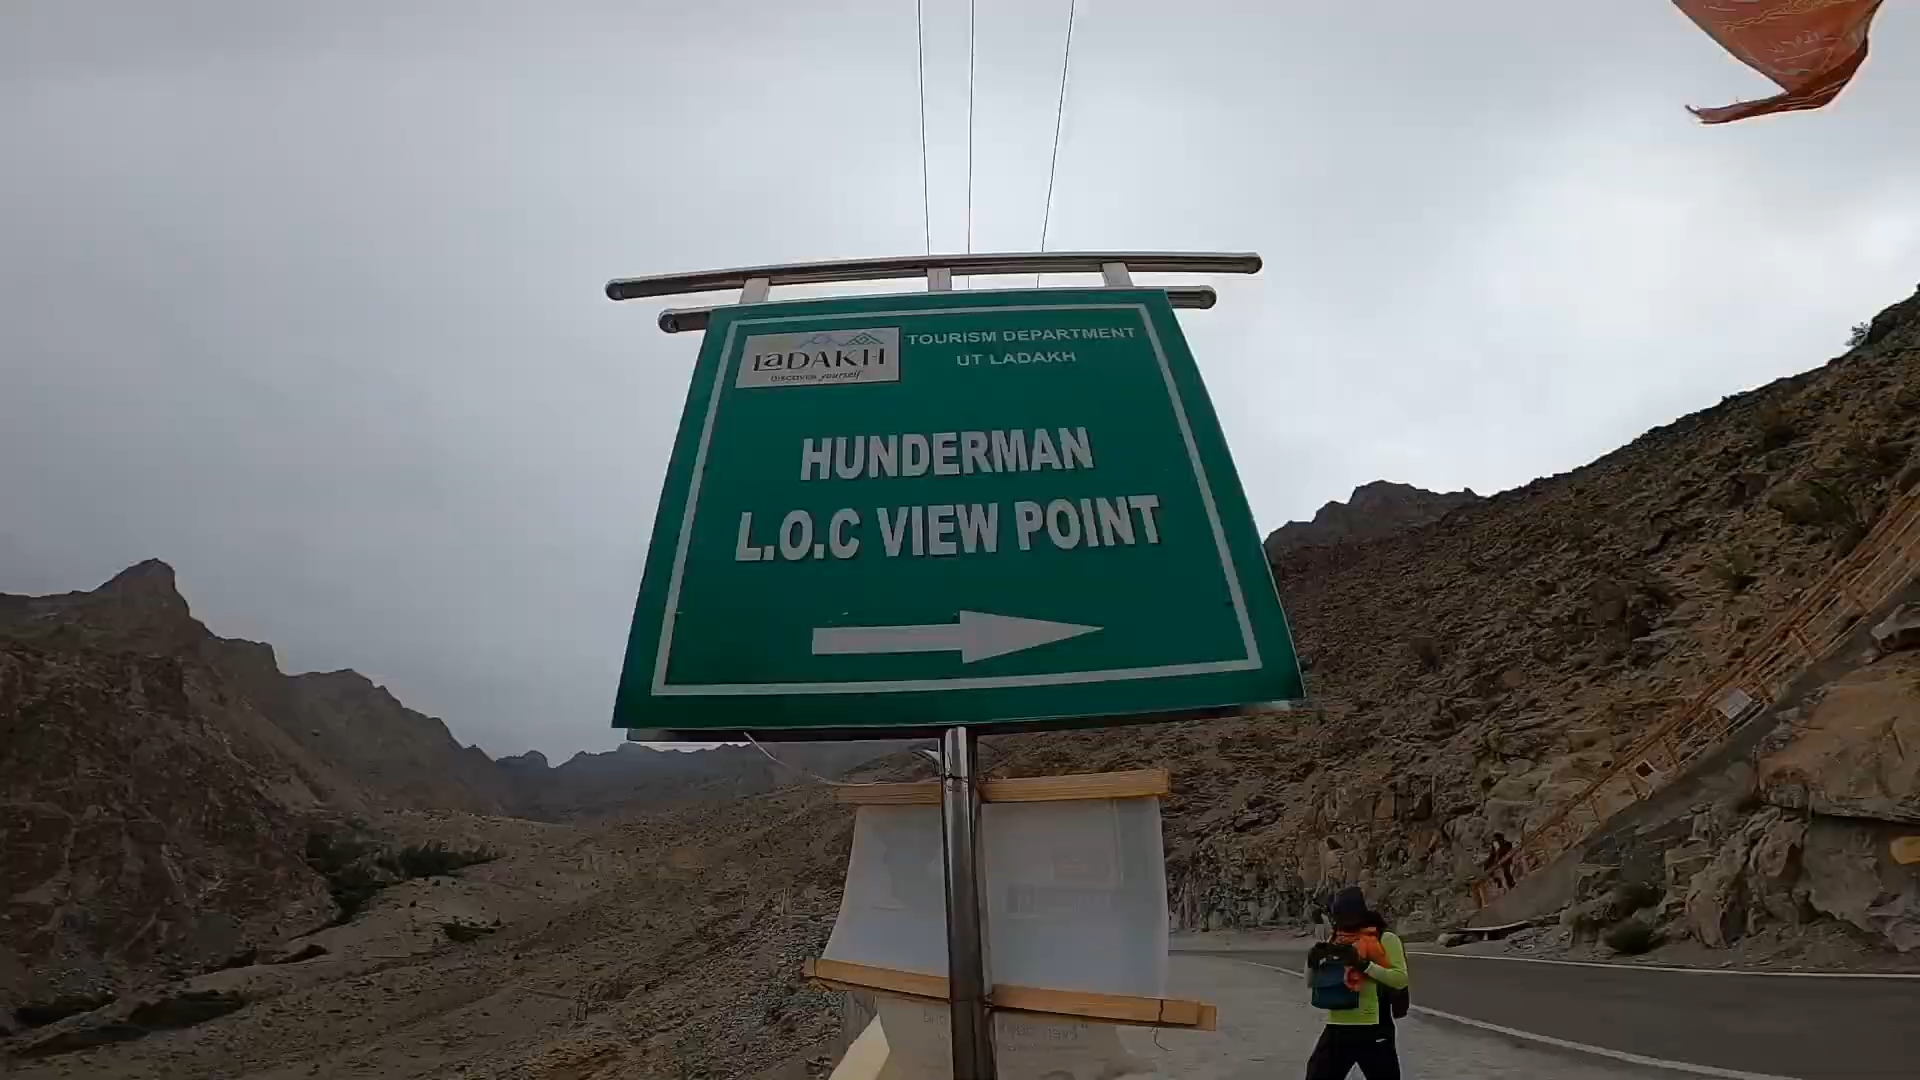 LaDAKH
DISCOVER yourself
TOURISM DEPARTMENT
UT LADAKH
HUNDERMAN
L.O.C VIEW POINT